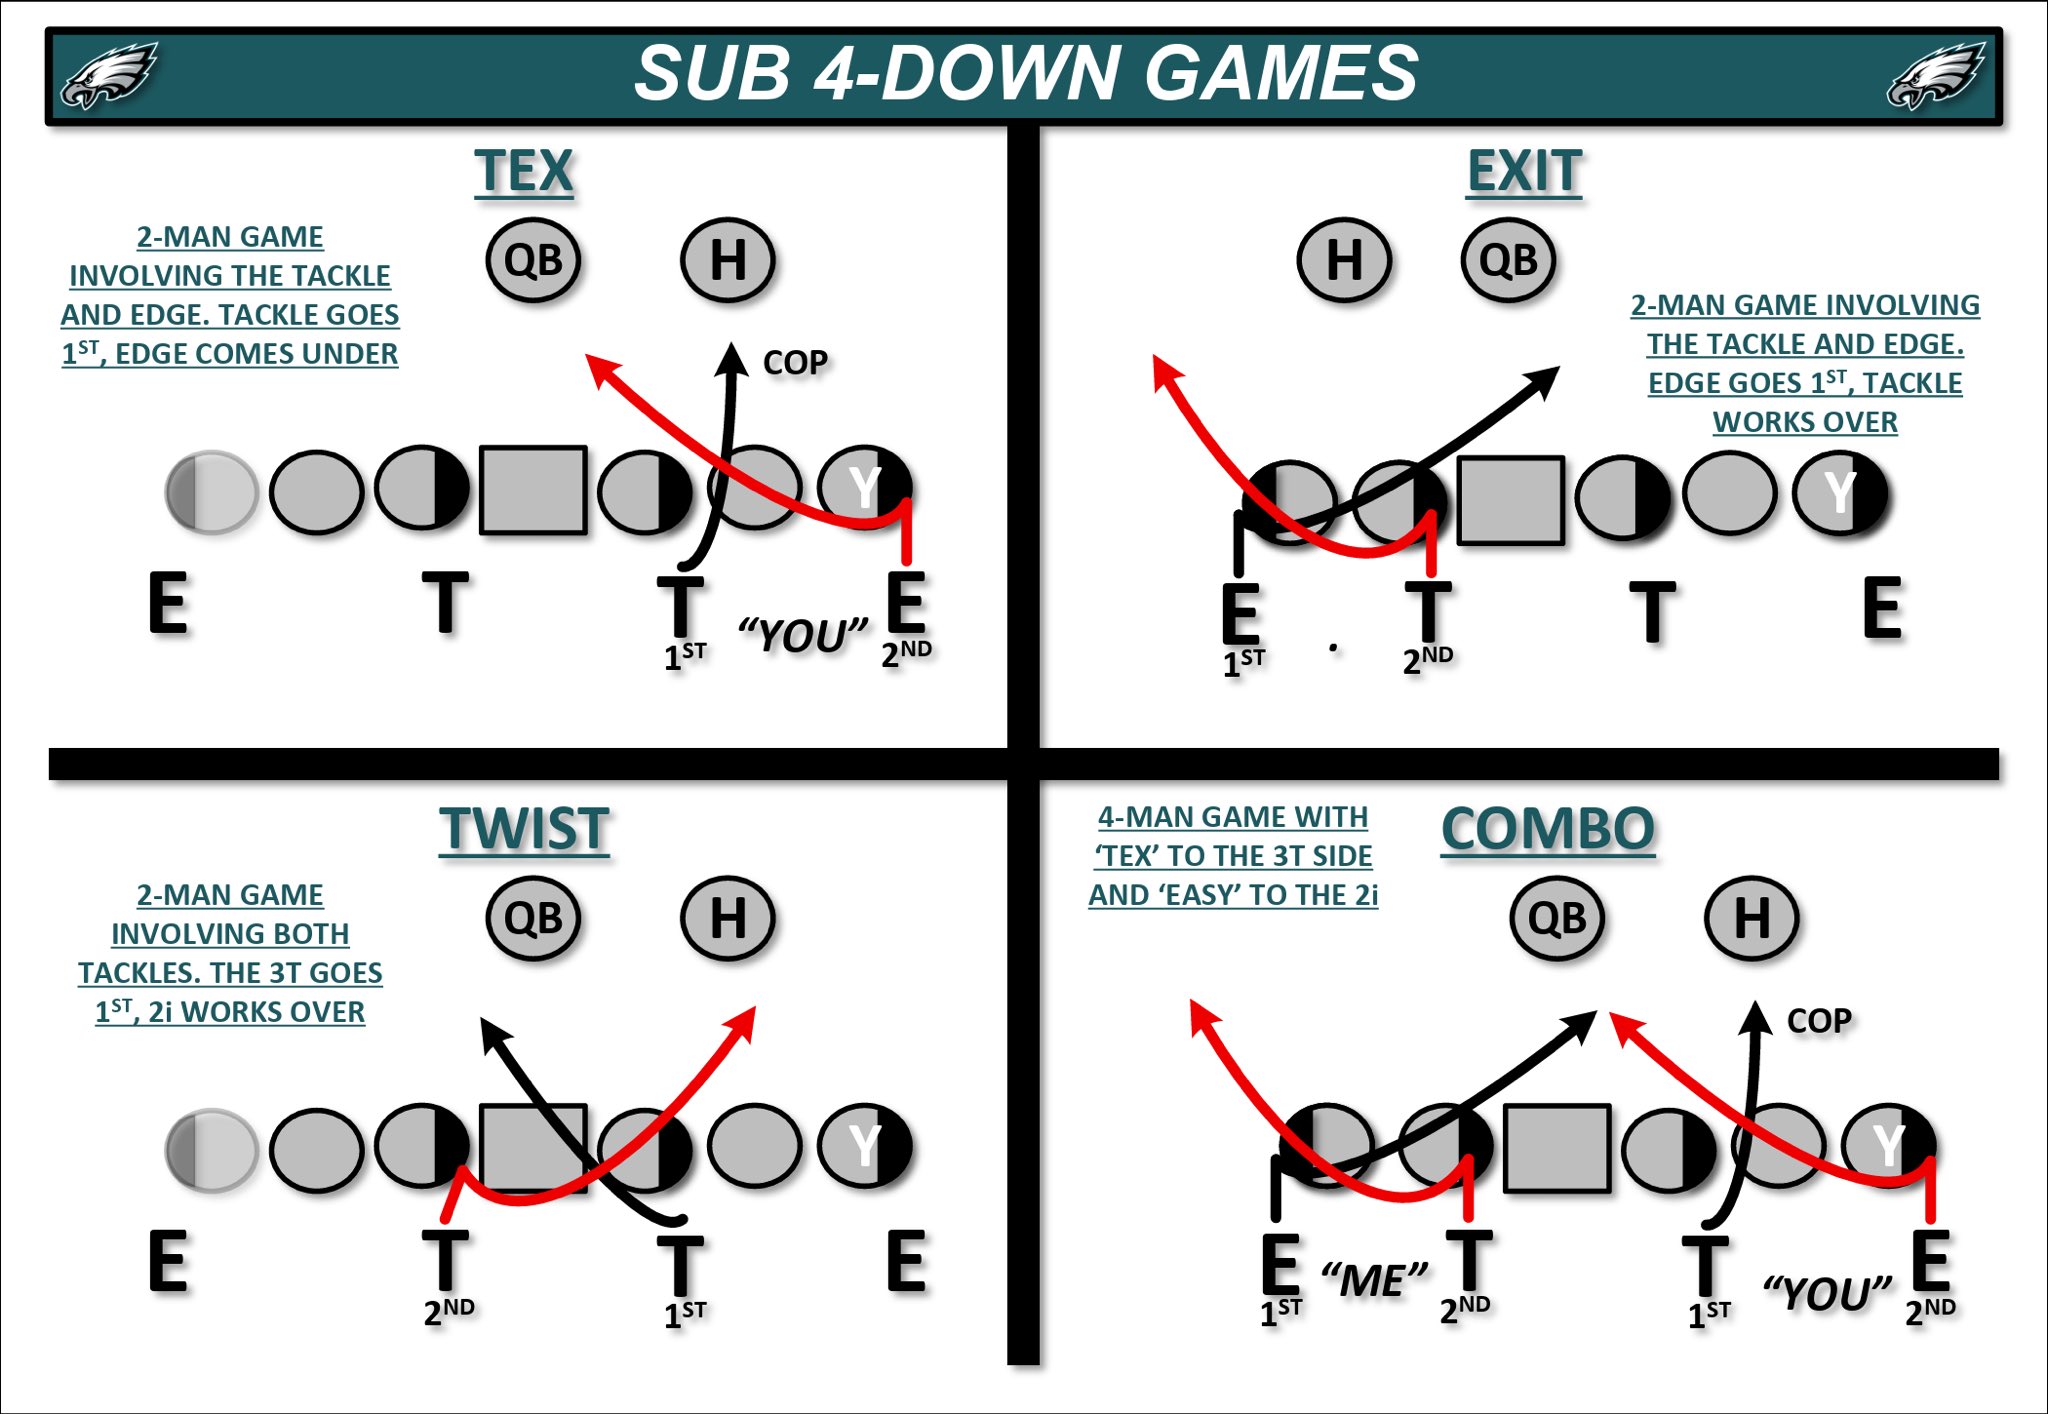 SUB 4-DOWN GAMES
TEX
2-MAN GAME
INVOLVING THE TACKLE
AND EDGE. TACKLE GOES
1ST, EDGE COMES UNDER
QB
H
COP
Y
E
T
T
E
1ST
"YOU"
2ND
EXIT
H
QB
2-MAN GAME INVOLVING
THE TACKLE AND EDGE.
EDGE GOES 1ST, TACKLE
WORKS OVER
Y
E
T
T
E
1ST
.
2ND
TWIST
2-MAN GAME
INVOLVING BOTH
TACKLES. THE 3T GOES
1ST, 2i WORKS OVER
QB
H
Y
E
T
T
E
2ND
1ST
COMBO
4-MAN GAME WITH
‘TEX’ TO THE 3T SIDE
AND ‘EASY’ TO THE 2i
QB
H
COP
Y
E
"ME"
T
T
"YOU"
E
1ST
2ND
1ST
2ND